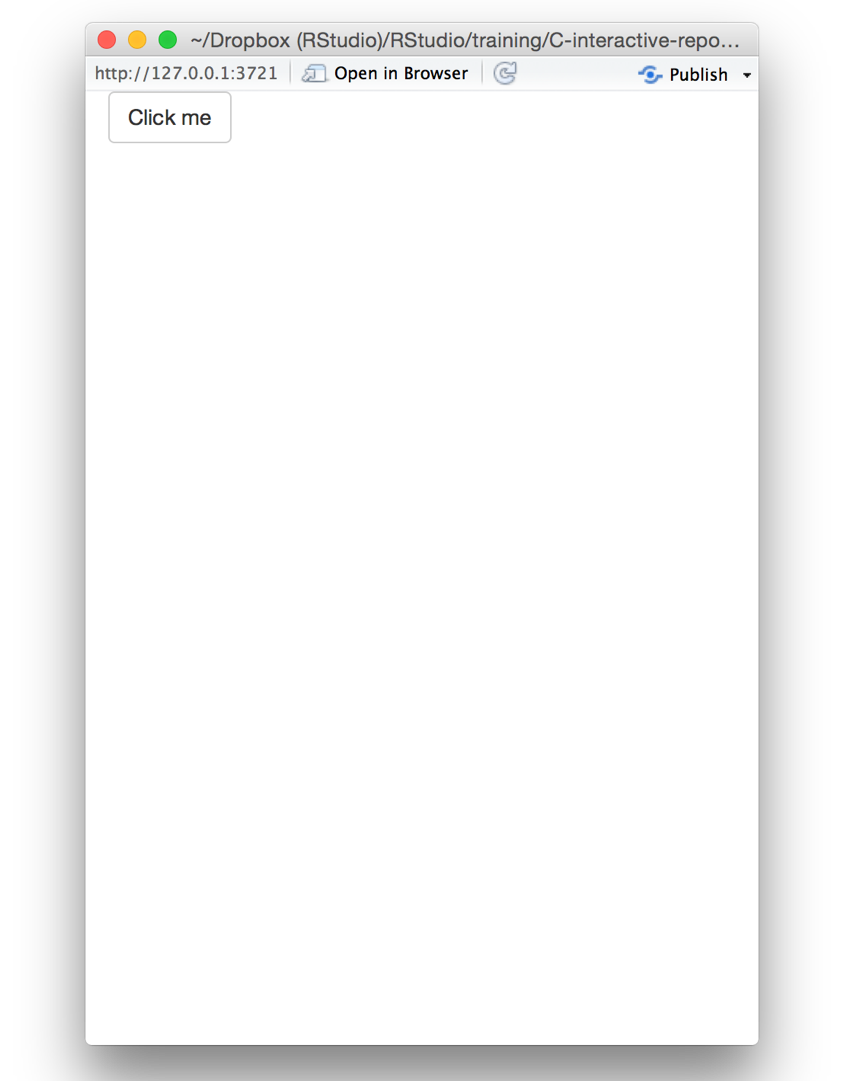 ~/Dropbox (RStudio)/RStudio/training/C-interactive-repo...
http://127.0.0.1:3721 Open in Browser Publish
Click me